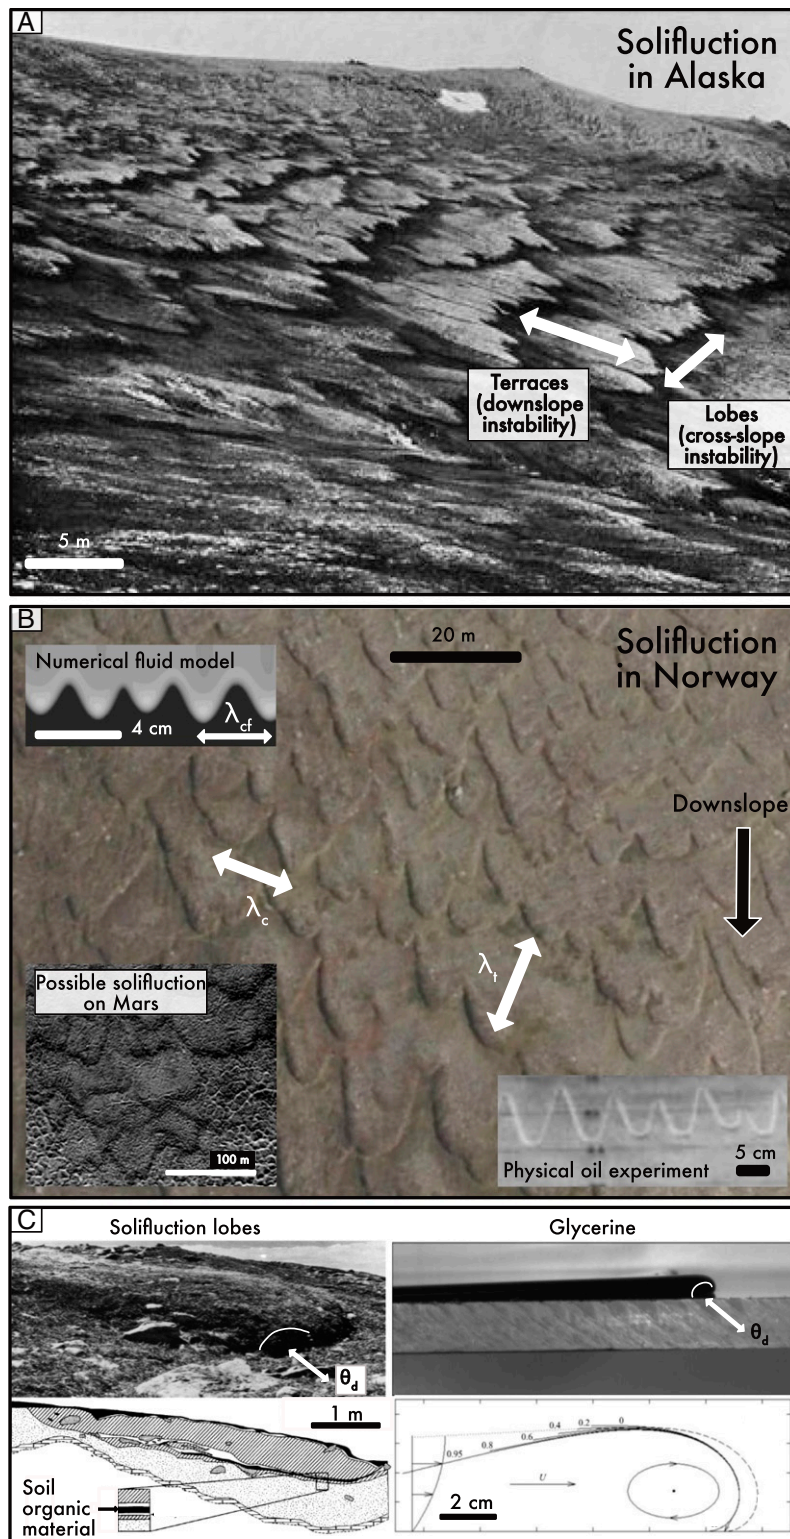 A
Solifluction
in Alaska
Terraces
(downslope
instability)
Lobes
(cross-slope
instability)
5 m
B
20 m
Solifluction
in Norway
Numerical fluid model
4 cm
λcf
Downslope
λc
λt
Possible solifluction
on Mars
100 m
Physical oil experiment
5 cm
C
Solifluction lobes
Glycerine
θd
θd
1 m
Soil
organic
material
0.95
0.8
0.6
0.4
0.2
0
U
2 cm